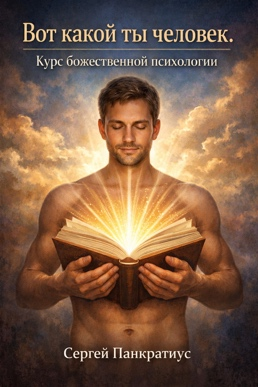 Вот какой ты человек.
Курс божественной психологии
Сергей Панкратиус